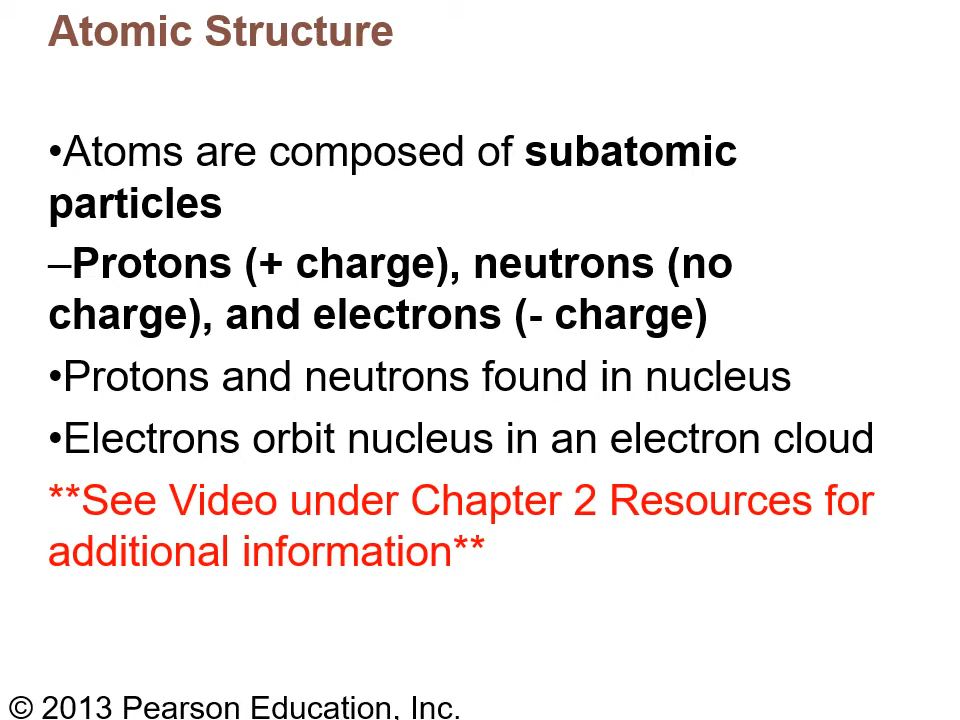 Atomic Structure
•Atoms are composed of subatomic
particles
–Protons (+ charge), neutrons (no
charge), and electrons (- charge)
•Protons and neutrons found in nucleus
•Electrons orbit nucleus in an electron cloud
**See Video under Chapter 2 Resources for
additional information**
© 2013 Pearson Education, Inc.